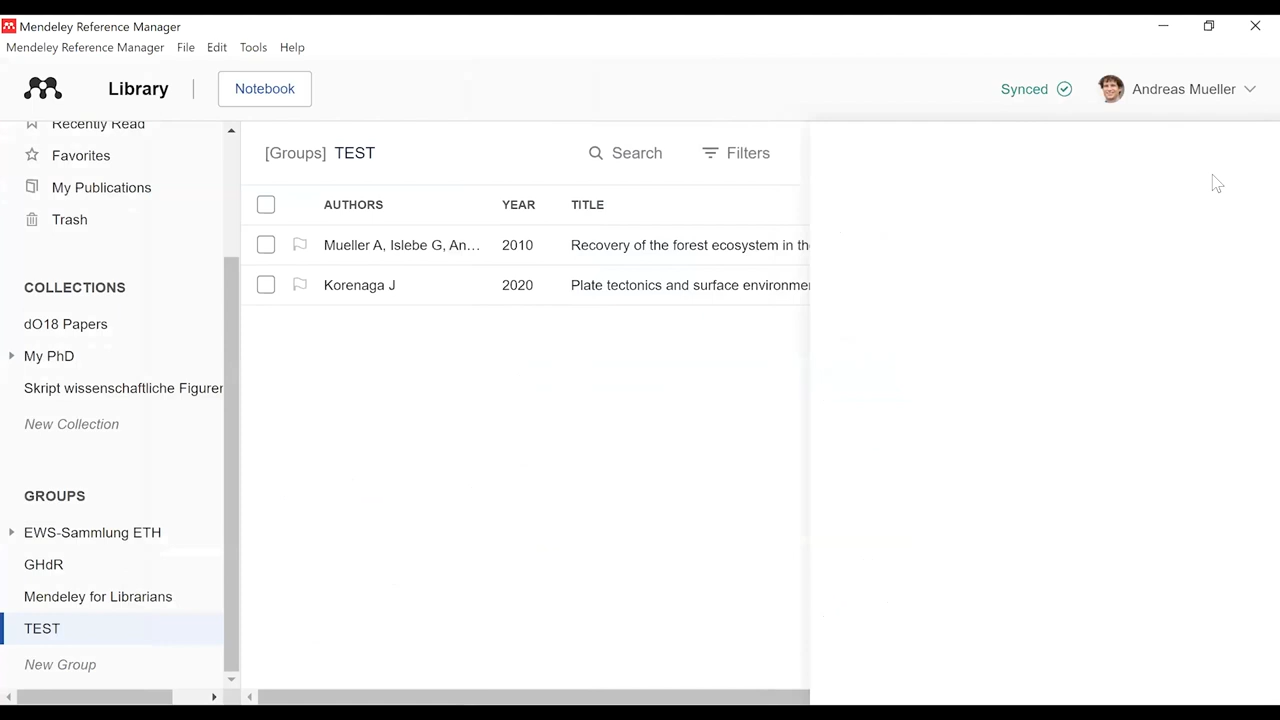 Mendeley Reference Manager
Mendeley Reference Manager File Edit Tools Help
Library Notebook Synced Andreas Mueller
Recently Read
Favorites
My Publications
Trash
COLLECTIONS
dO18 Papers
My PhD
Skript wissenschaftliche Figuren
New Collection
GROUPS
EWS-Sammlung ETH
GHdR
Mendeley for Librarians
TEST
New Group
[Groups] TEST Search Filters
AUTHORS YEAR TITLE
Mueller A, Islebe G, An... 2010 Recovery of the forest ecosystem in the
Korenaga J 2020 Plate tectonics and surface environmen